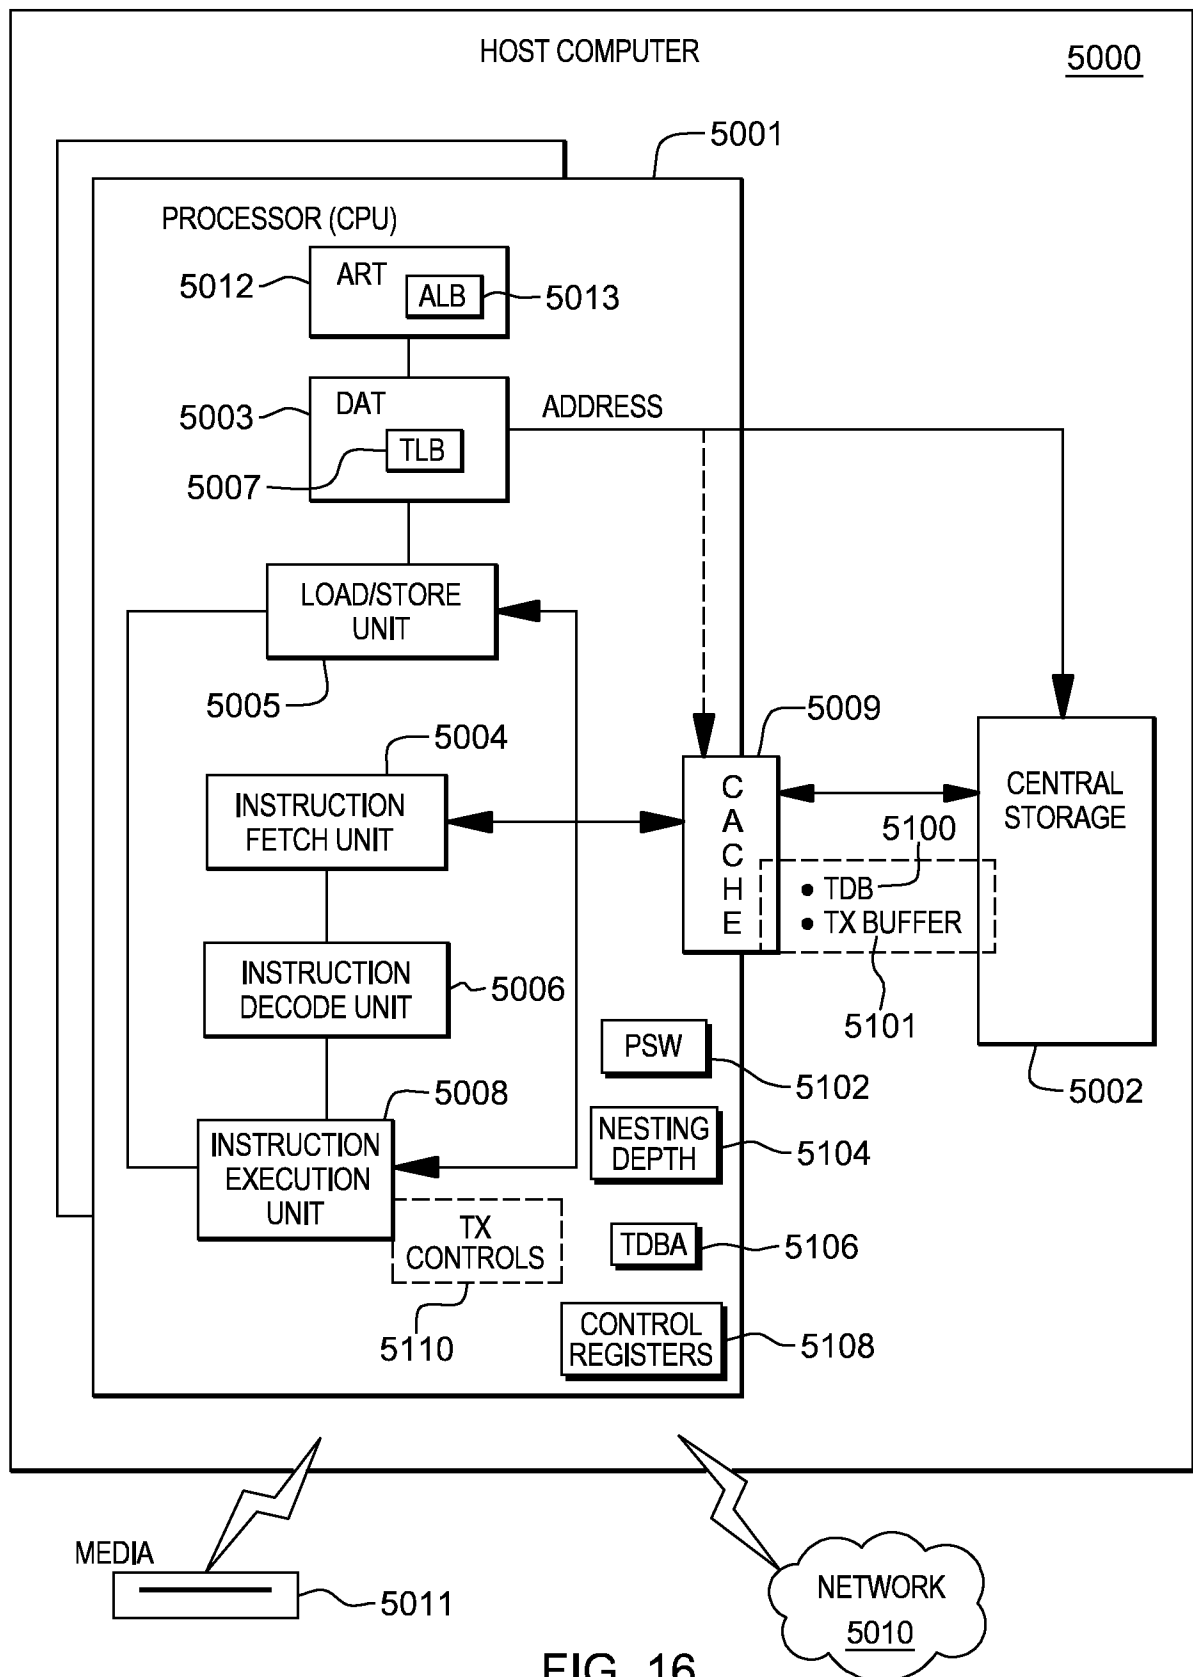 HOST COMPUTER
5000
5001
PROCESSOR (CPU)
ART
5012
ALB
5013
DAT
5003
ADDRESS
TLB
5007
LOAD/STORE
UNIT
5005
5009
5004
INSTRUCTION
FETCH UNIT
C
A
C
H
E
CENTRAL
STORAGE
5100
• TDB
• TX BUFFER
INSTRUCTION
DECODE UNIT
5006
5101
PSW
5102
5002
5008
NESTING
DEPTH
5104
INSTRUCTION
EXECUTION
UNIT
TX
CONTROLS
TDBA
5106
5110
CONTROL
REGISTERS
5108
MEDIA
5011
NETWORK
5010
FIG. 16